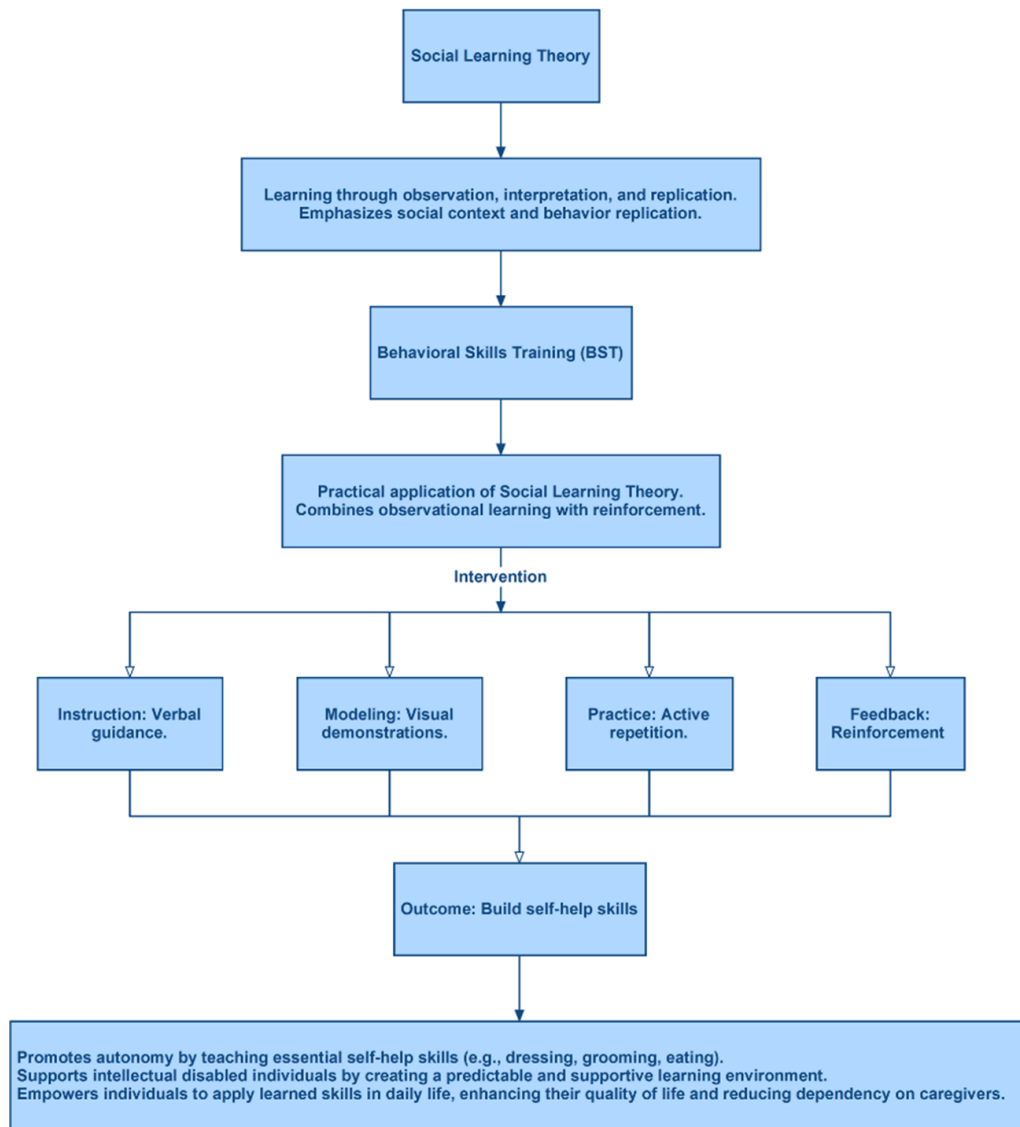 Social Learning Theory
Learning through observation, interpretation, and replication.
Emphasizes social context and behavior replication.
Behavioral Skills Training (BST)
Practical application of Social Learning Theory.
Combines observational learning with reinforcement.
Intervention
Instruction: Verbal
guidance.
Modeling: Visual
demonstrations.
Practice: Active
repetition.
Feedback:
Reinforcement
Outcome: Build self-help skills
Promotes autonomy by teaching essential self-help skills (e.g., dressing, grooming, eating).
Supports intellectual disabled individuals by creating a predictable and supportive learning environment.
Empowers individuals to apply learned skills in daily life, enhancing their quality of life and reducing dependency on caregivers.